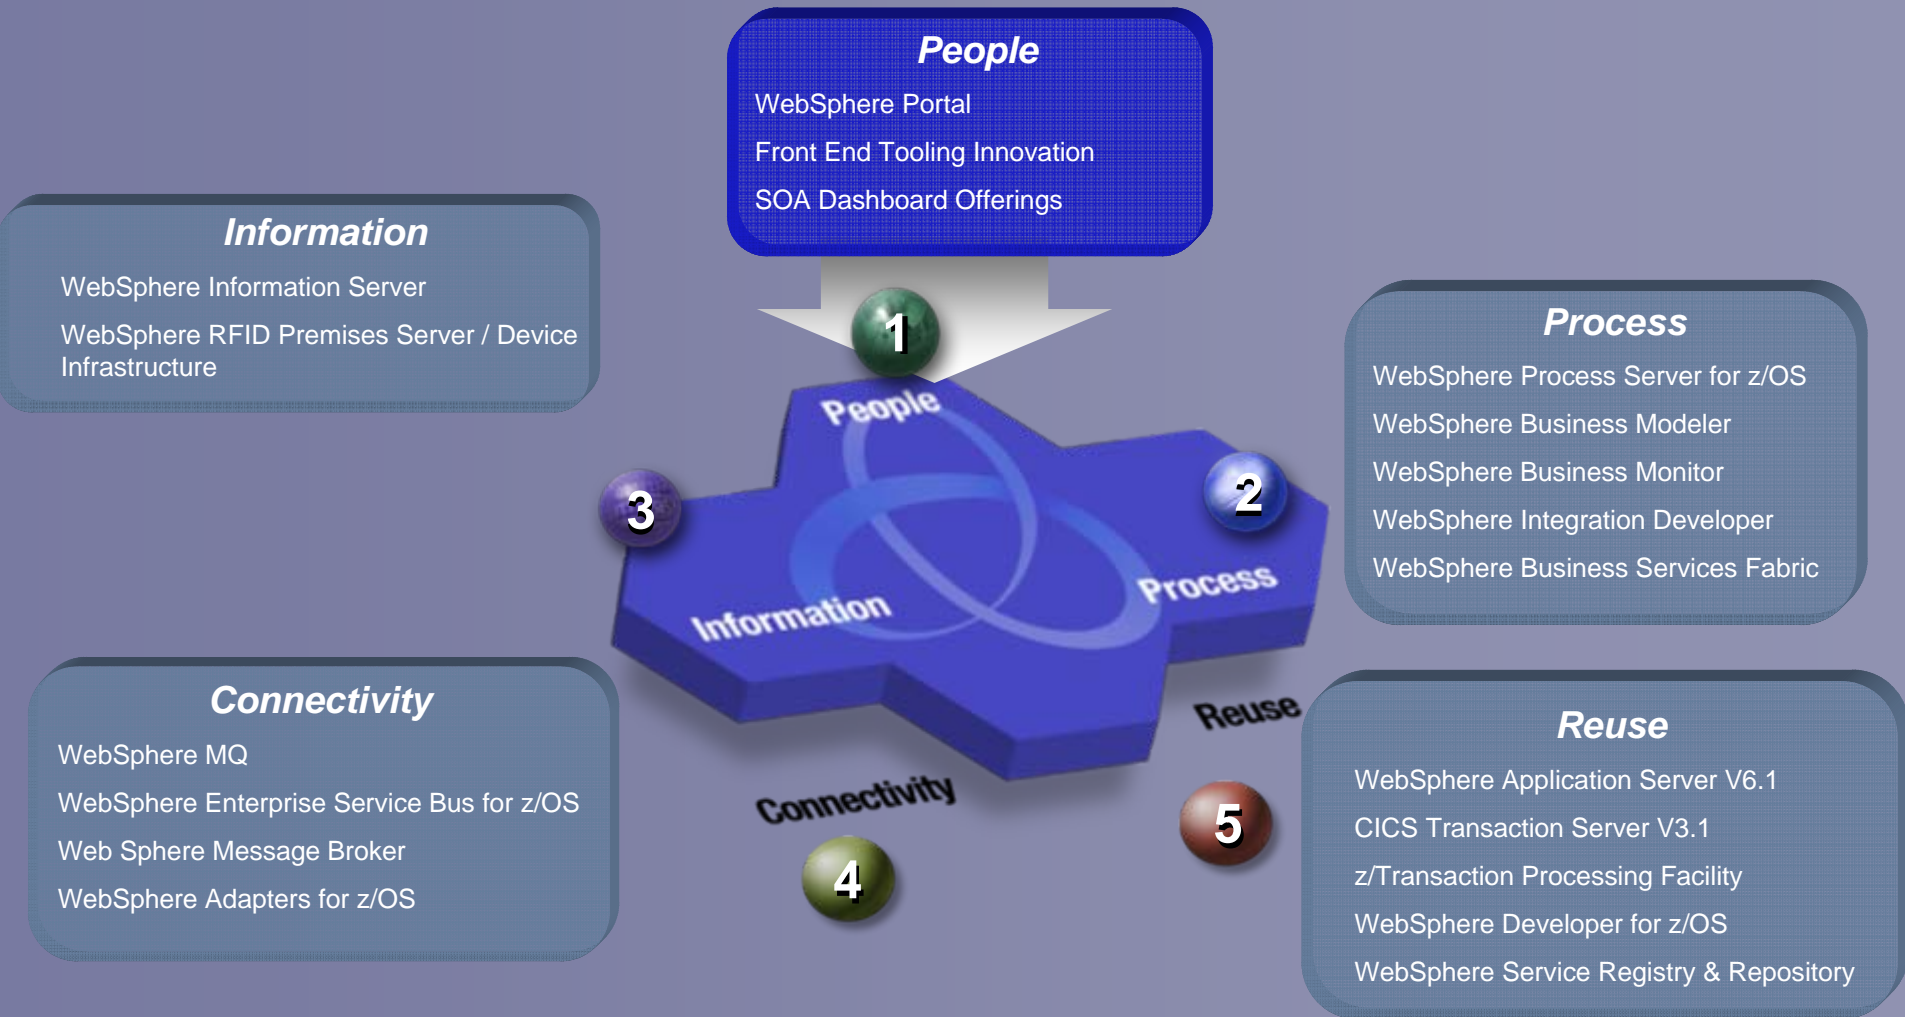 People
WebSphere Portal
Front End Tooling Innovation
SOA Dashboard Offerings
Information
WebSphere Information Server
WebSphere RFID Premises Server / Device
Infrastructure
Process
WebSphere Process Server for z/OS
WebSphere Business Modeler
WebSphere Business Monitor
WebSphere Integration Developer
WebSphere Business Services Fabric
1
People
2
3
Process
Information
Reuse
Connectivity
4
5
Connectivity
WebSphere MQ
WebSphere Enterprise Service Bus for z/OS
Web Sphere Message Broker
WebSphere Adapters for z/OS
Reuse
WebSphere Application Server V6.1
CICS Transaction Server V3.1
z/Transaction Processing Facility
WebSphere Developer for z/OS
WebSphere Service Registry & Repository